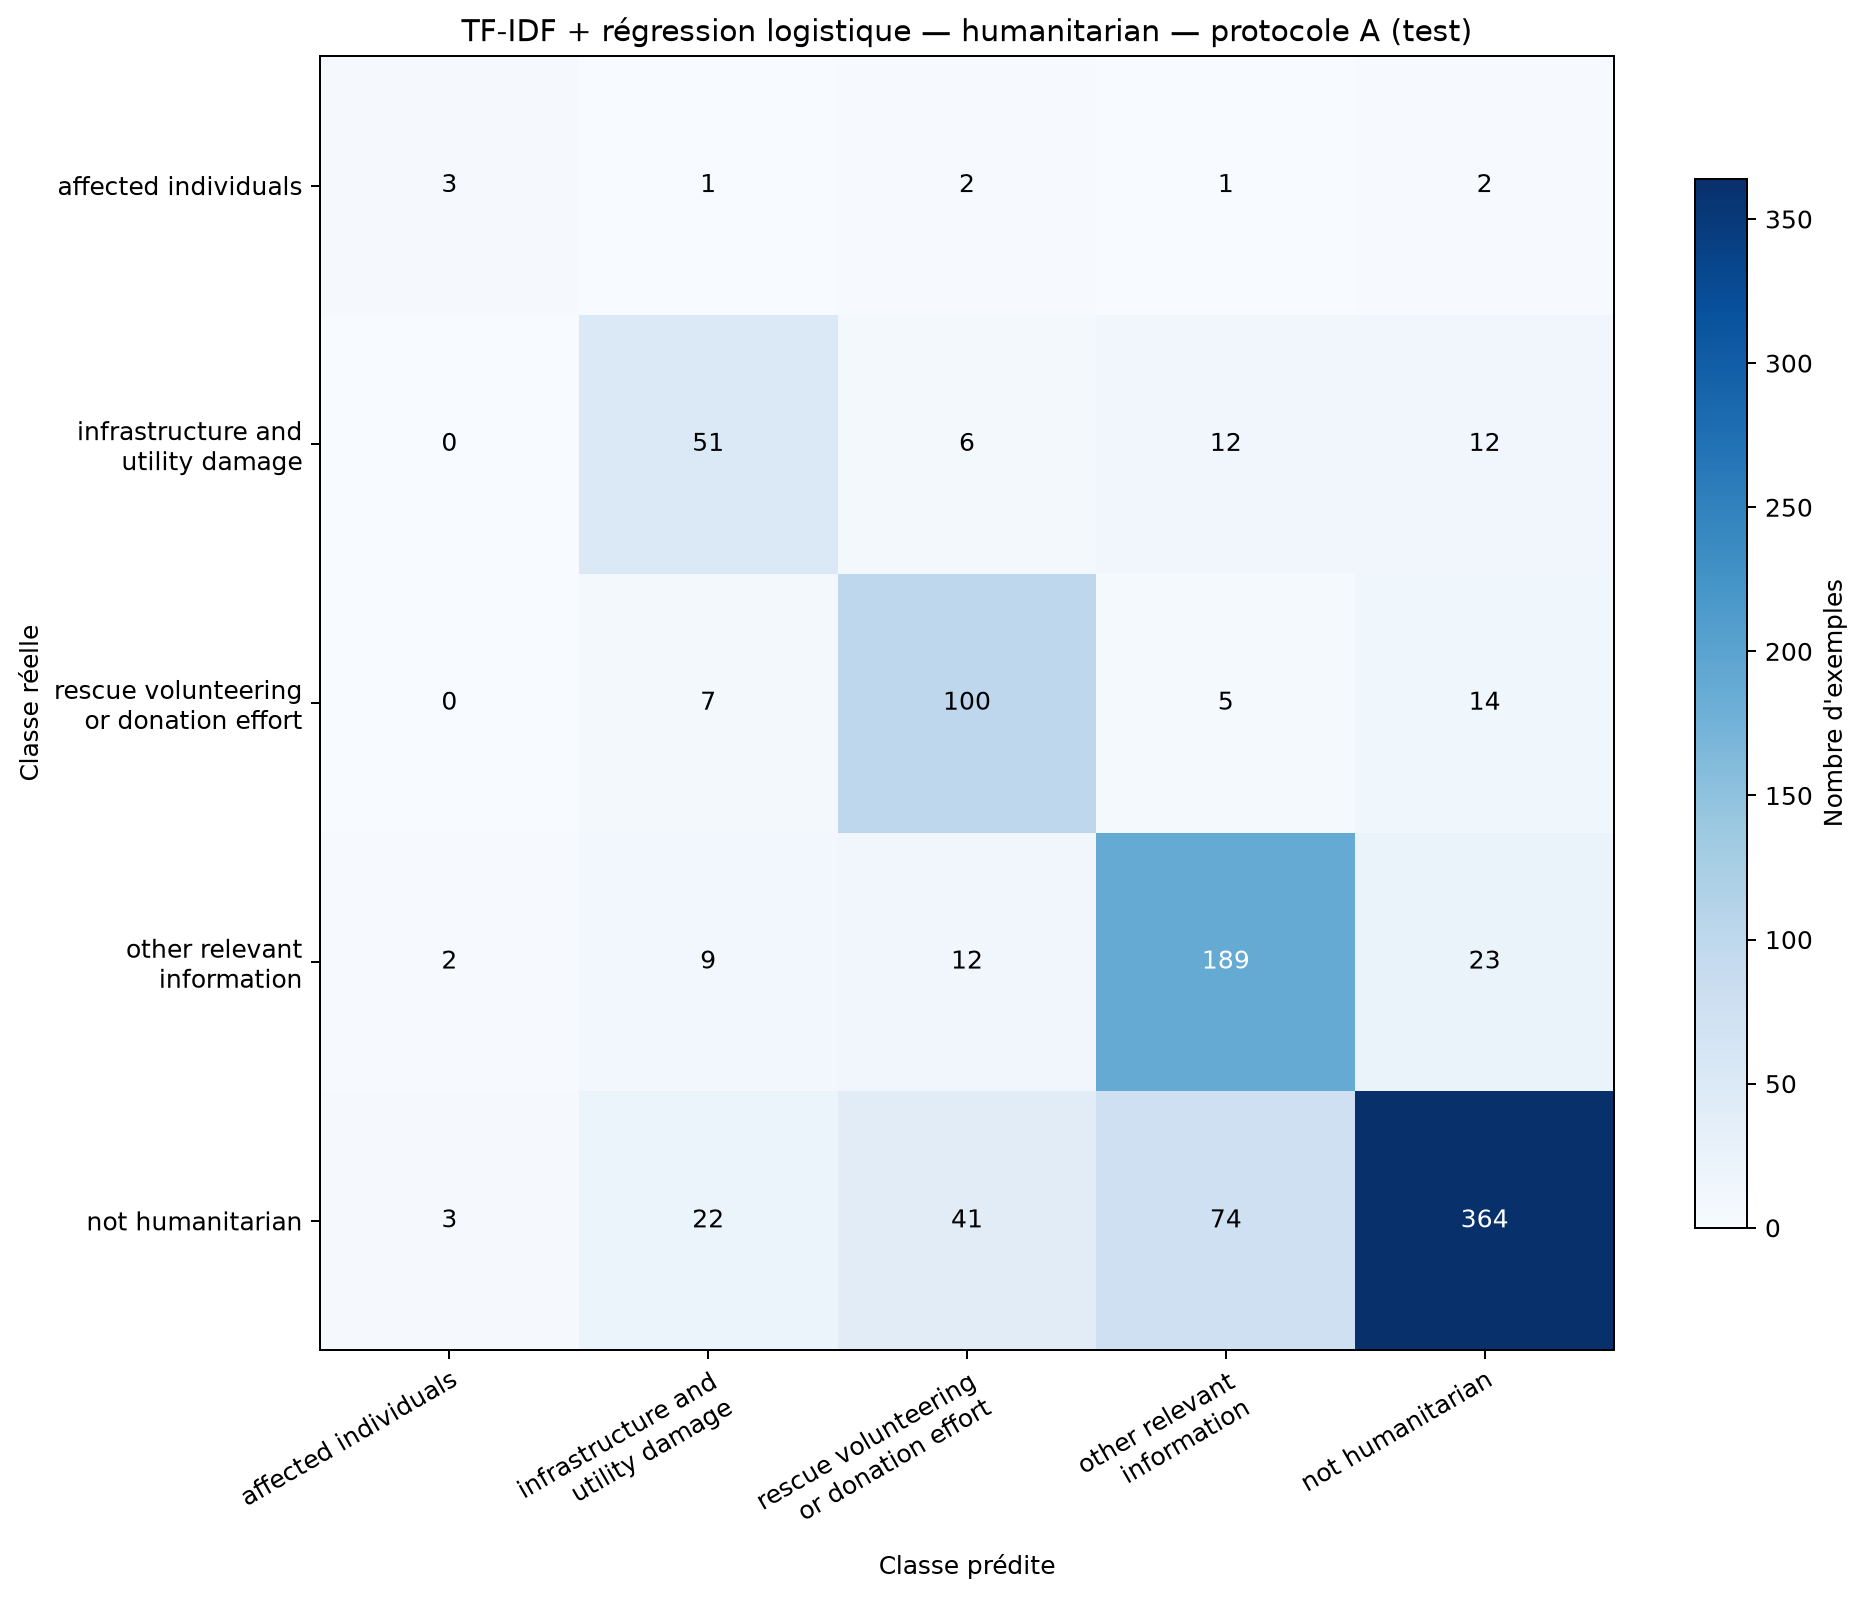 TF-IDF + régression logistique — humanitarian — protocole A (test)
affected individuals
3 1 2 1 2
infrastructure and
utility damage
0 51 6 12 12
rescue volunteering
or donation effort
0 7 100 5 14
other relevant
information
2 9 12 189 23
not humanitarian
3 22 41 74 364
Classe réelle
affected individuals
infrastructure and
utility damage
rescue volunteering
or donation effort
other relevant
information
not humanitarian
Classe prédite
350
300
250
200
150
100
50
0
Nombre d'exemples